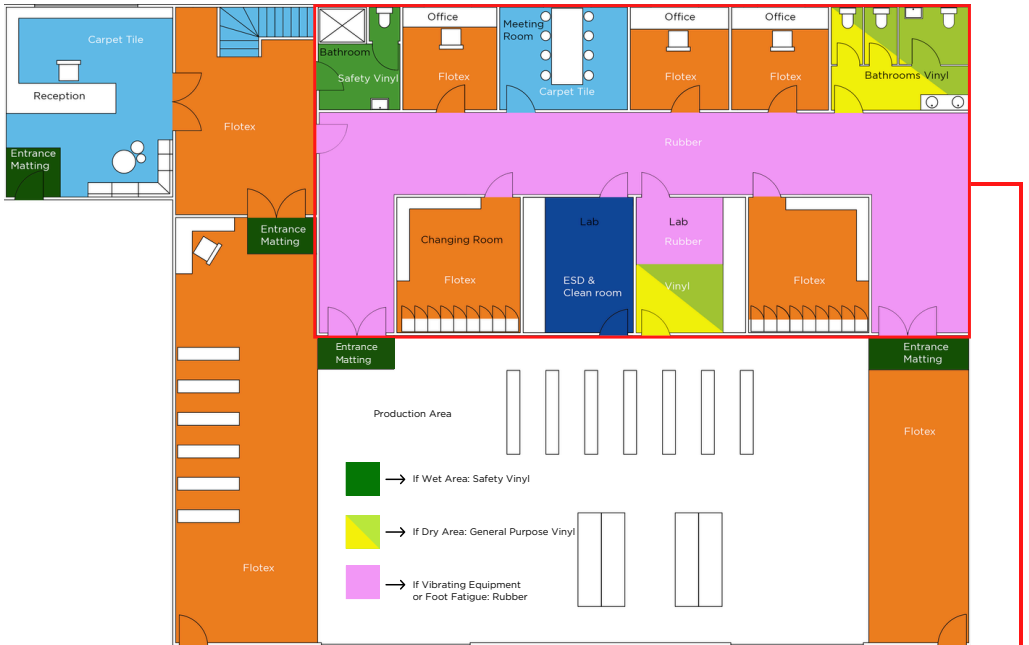 Carpet Tile
Reception
Entrance
Matting
Flotex
Entrance
Matting
Bathroom
Safety Vinyl
Office
Flotex
Meeting
Room
Carpet Tile
Office
Flotex
Office
Flotex
Bathrooms Vinyl
Rubber
Changing Room
Flotex
Lab
ESD &
Clean room
Lab
Rubber
Vinyl
Flotex
Entrance
Matting
Entrance
Matting
Production Area
Flotex
If Wet Area: Safety Vinyl
If Dry Area: General Purpose Vinyl
If Vibrating Equipment
or Foot Fatigue: Rubber
Flotex